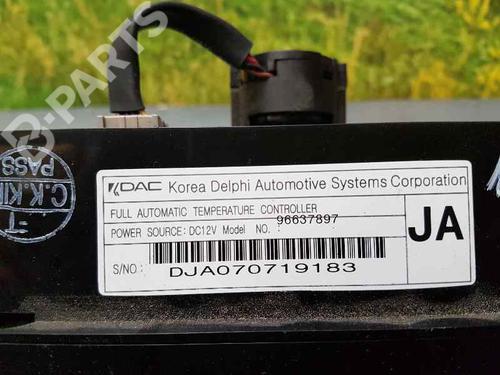 B-PARTS
KDAC Korea Delphi Automotive Systems Corporation
FULL AUTOMATIC TEMPERATURE CONTROLLER
POWER SOURCE: DC12V Model NO. : 96637897
JA
S/NO :
DJA070719183
C.K.KIM
PASS